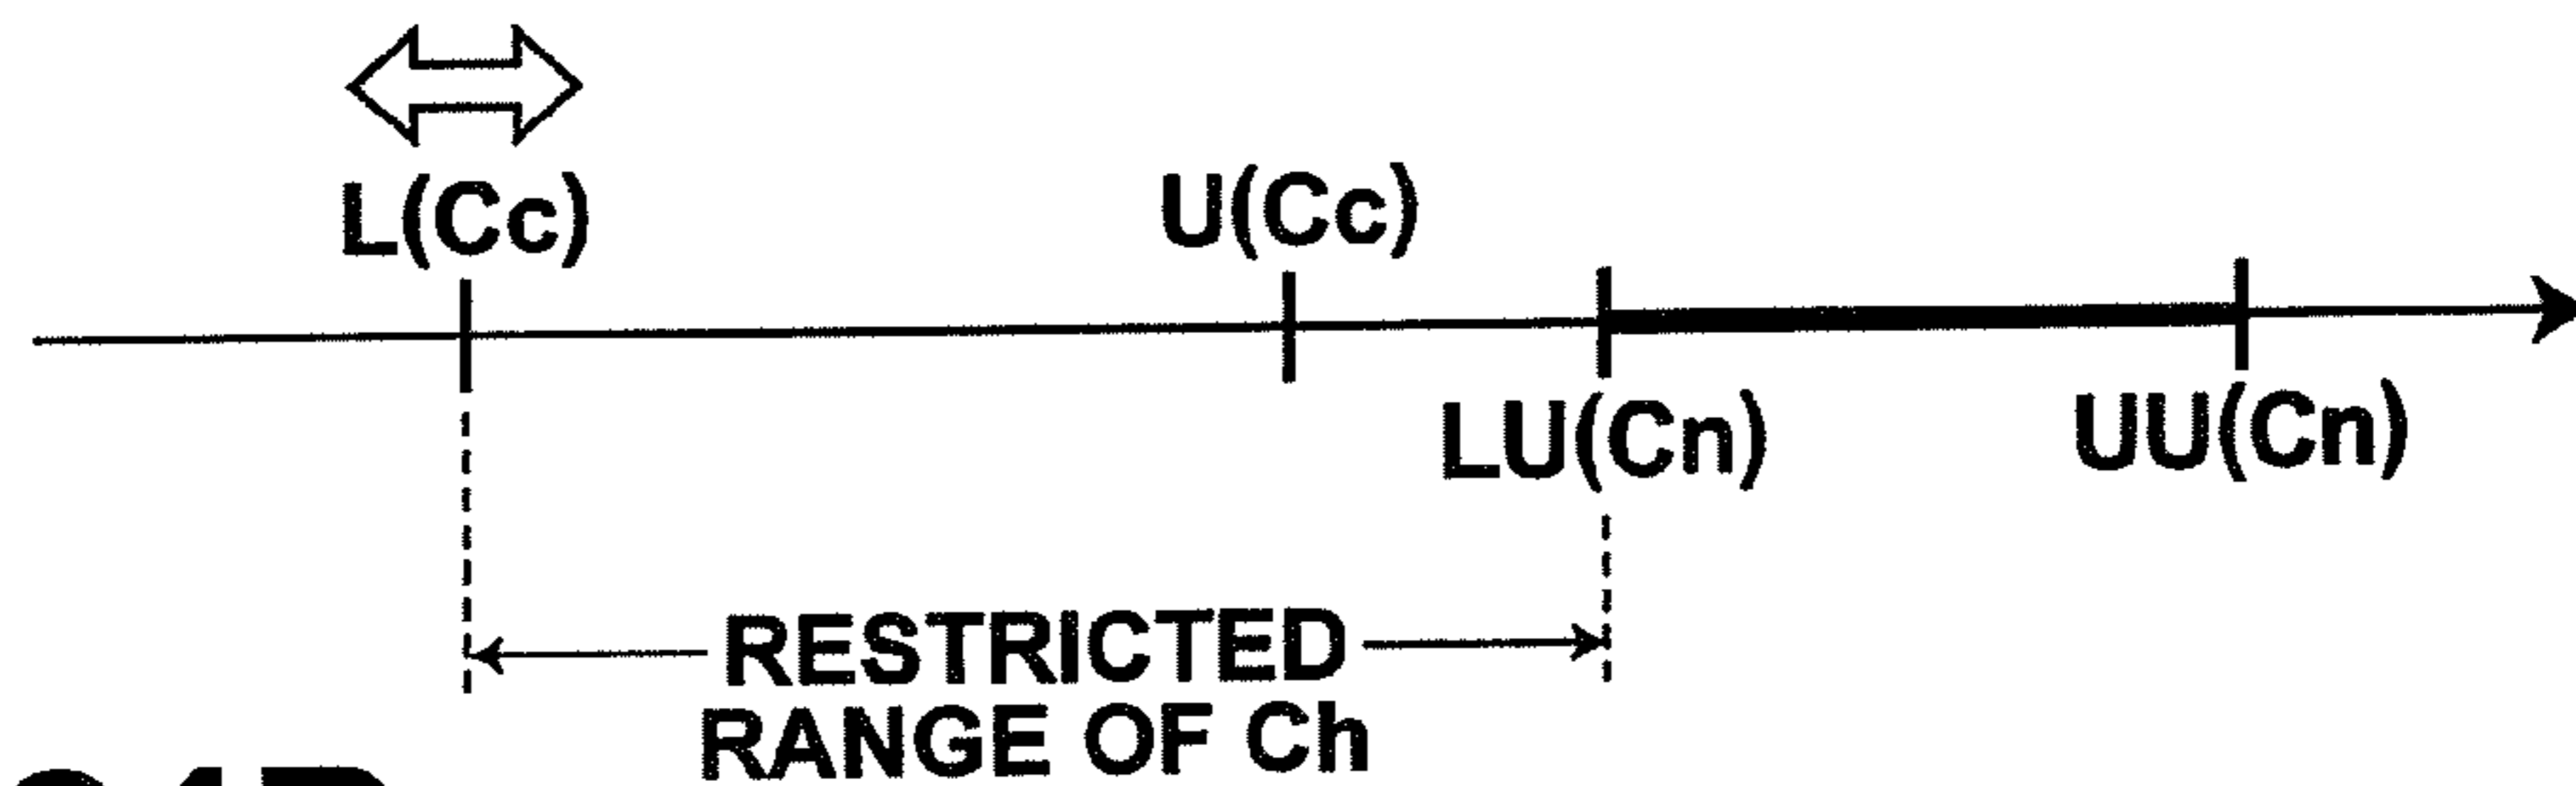 L(Cc)
U(Cc)
LU(Cn)
UU(Cn)
RESTRICTED
RANGE OF Ch